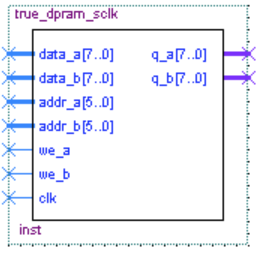 true_dpram_sclk
data_a[7..0] q_a[7..0]
data_b[7..0] q_b[7..0]
addr_a[5..0]
addr_b[5..0]
we_a
we_b
clk
inst